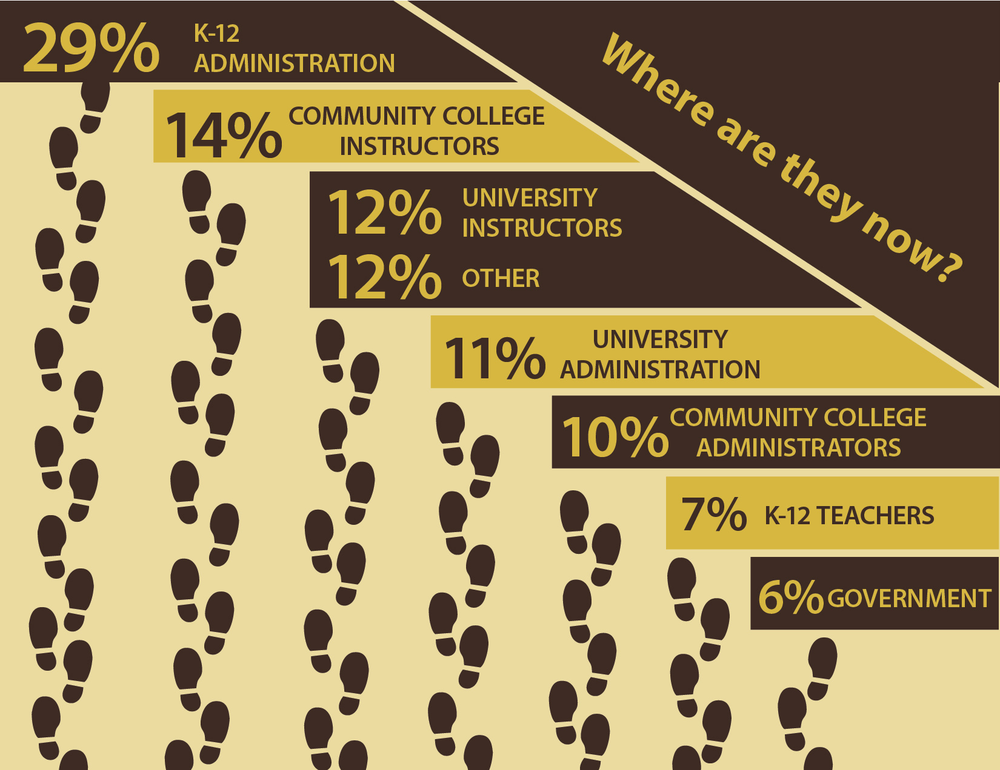 29% K-12
ADMINISTRATION
Where are they now?
14% COMMUNITY COLLEGE
INSTRUCTORS
12% UNIVERSITY
INSTRUCTORS
12% OTHER
11% UNIVERSITY
ADMINISTRATION
10% COMMUNITY COLLEGE
ADMINISTRATORS
7% K-12 TEACHERS
6% GOVERNMENT